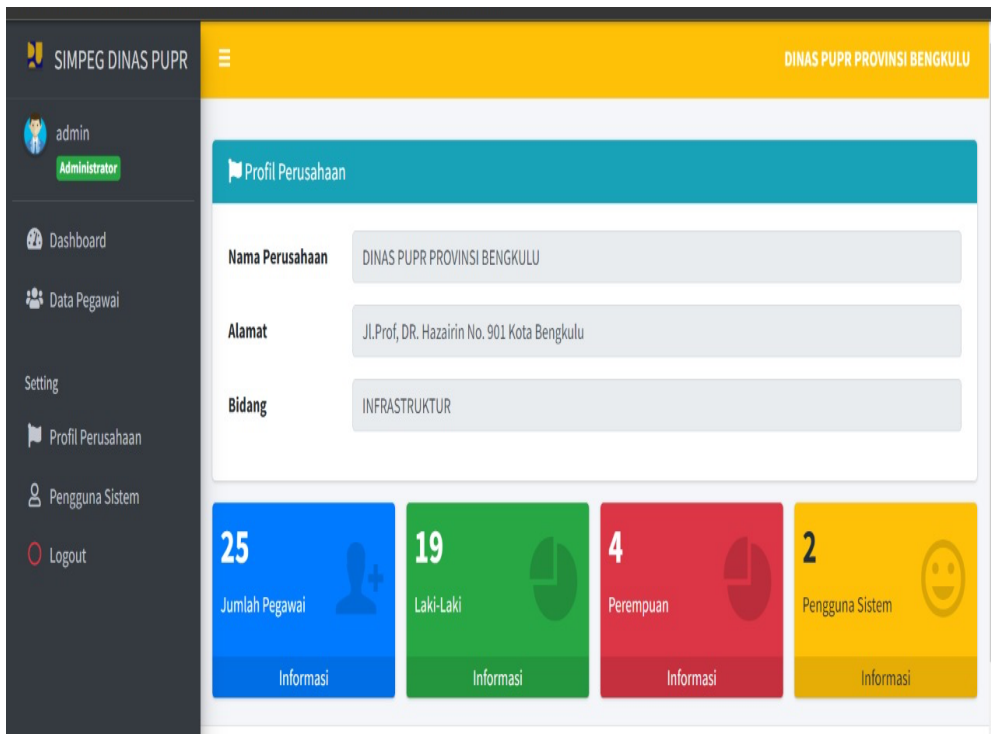 SIMPEG DINAS PUPR
DINAS PUPR PROVINSI BENGKULU
admin
Administrator
Dashboard
Data Pegawai
Setting
Profil Perusahaan
Pengguna Sistem
Logout
Profil Perusahaan
Nama Perusahaan DINAS PUPR PROVINSI BENGKULU
Alamat Jl.Prof, DR. Hazairin No. 901 Kota Bengkulu
Bidang INFRASTRUKTUR
25
Jumlah Pegawai
Informasi
19
Laki-Laki
Informasi
4
Perempuan
Informasi
2
Pengguna Sistem
Informasi